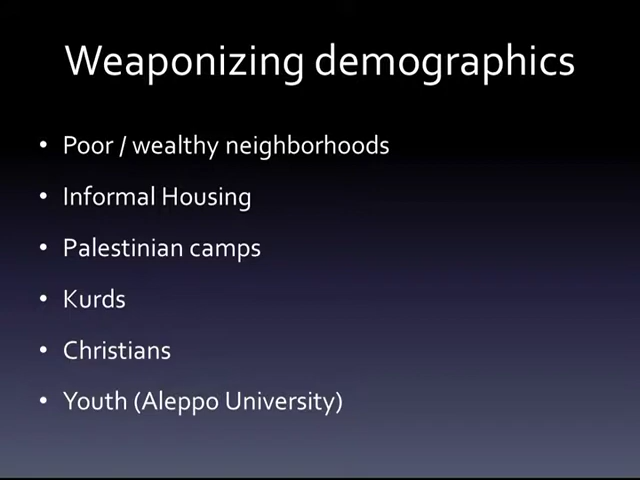 Weaponizing demographics
• Poor / wealthy neighborhoods
• Informal Housing
• Palestinian camps
• Kurds
• Christians
• Youth (Aleppo University)